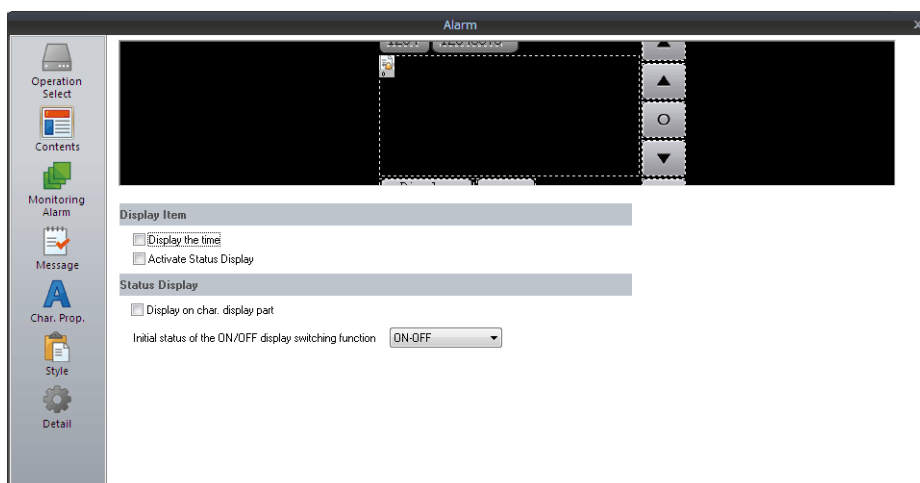 Alarm
x
Operation
Select
Contents
Monitoring
Alarm
Message
Char. Prop.
Style
Detail
O
Display Item
Display the time
Activate Status Display
Status Display
Display on char. display part
Initial status of the ON/OFF display switching function
ON-OFF